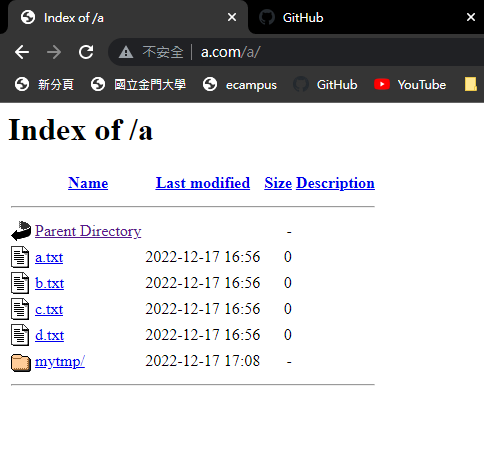 Index of /a
GitHub
不安全 a.com/a/
新分頁 國立金門大學 ecampus GitHub YouTube
Index of /a
Name Last modified Size Description
Parent Directory -
a.txt 2022-12-17 16:56 0
b.txt 2022-12-17 16:56 0
c.txt 2022-12-17 16:56 0
d.txt 2022-12-17 16:56 0
mytmp/ 2022-12-17 17:08 -